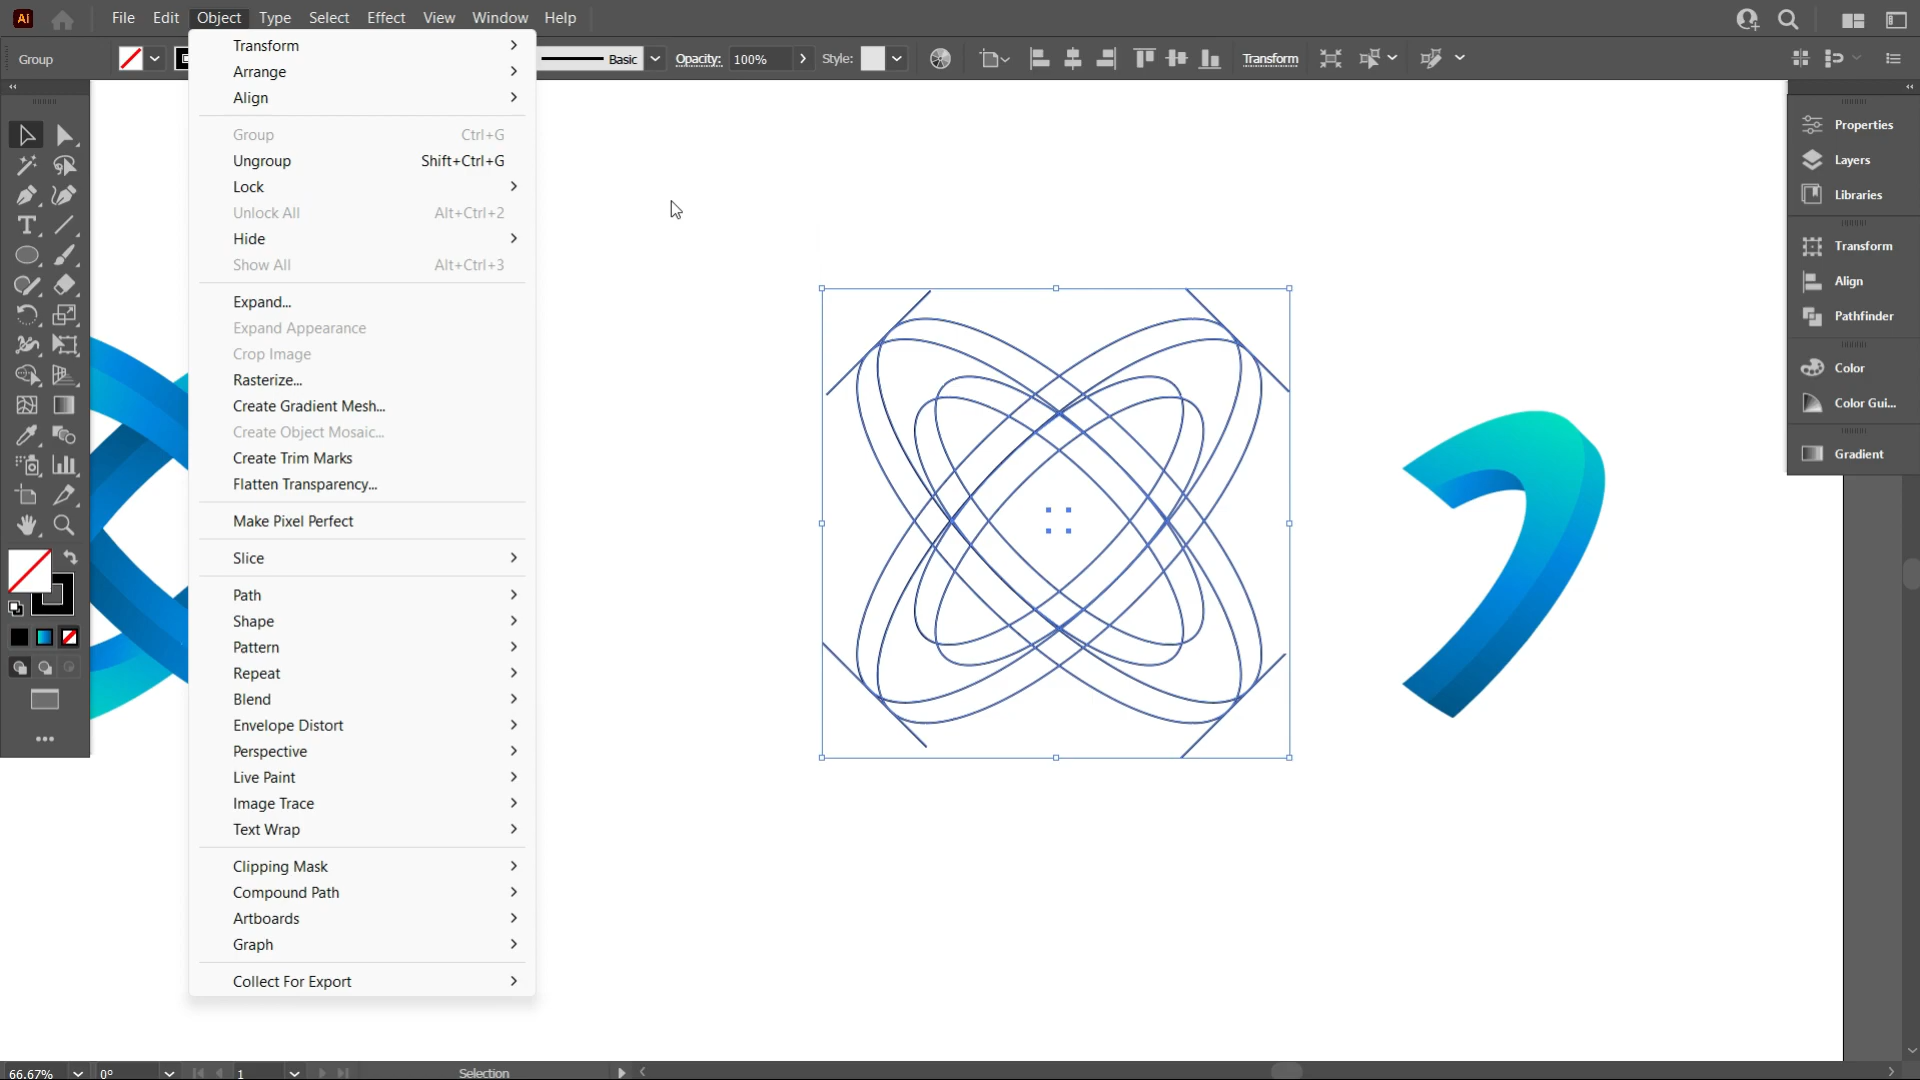 Ai File Edit Object Type Select Effect View Window Help
Group
Basic Opacity: 100% Style: Transform
Transform
Arrange
Align
Group Ctrl+G
Ungroup Shift+Ctrl+G
Lock
Unlock All Alt+Ctrl+2
Hide
Show All Alt+Ctrl+3
Expand...
Expand Appearance
Crop Image
Rasterize...
Create Gradient Mesh...
Create Object Mosaic...
Create Trim Marks
Flatten Transparency...
Make Pixel Perfect
Slice
Path
Shape
Pattern
Repeat
Blend
Envelope Distort
Perspective
Live Paint
Image Trace
Text Wrap
Clipping Mask
Compound Path
Artboards
Graph
Collect For Export
Properties
Layers
Libraries
Transform
Align
Pathfinder
Color
Color Gui...
Gradient
66.67% 0° 1 Selection